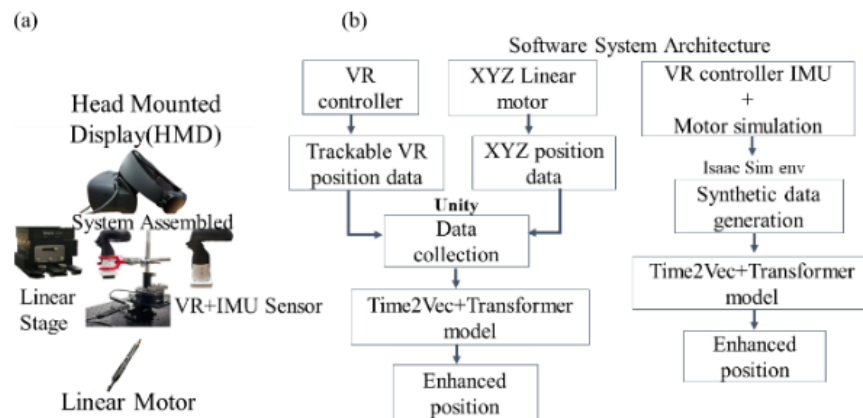 (a)
Head Mounted
Display(HMD)
System Assembled
Linear
Stage
VR+IMU Sensor
Linear Motor
(b)
Software System Architecture
VR
controller
XYZ Linear
motor
Trackable VR
position data
XYZ position
data
Unity
Data
collection
Time2Vec+Transformer
model
Enhanced
position
VR controller IMU
+
Motor simulation
Isaac Sim env
Synthetic data
generation
Time2Vec+Transformer
model
Enhanced
position